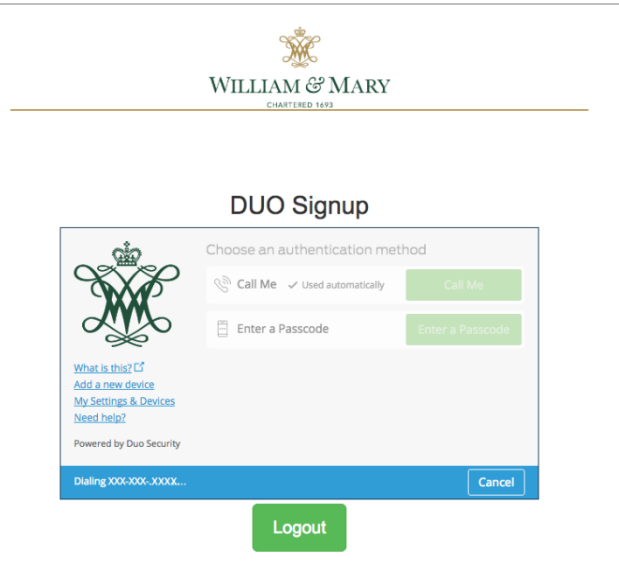 WILLIAM & MARY
CHARTERED 1693
DUO Signup
Choose an authentication method
Call Me ✓ Used automatically Call Me
Enter a Passcode Enter a Passcode
What is this?
Add a new device
My Settings & Devices
Need help?
Powered by Duo Security
Dialing XXX-XXX-.XXXX... Cancel
Logout